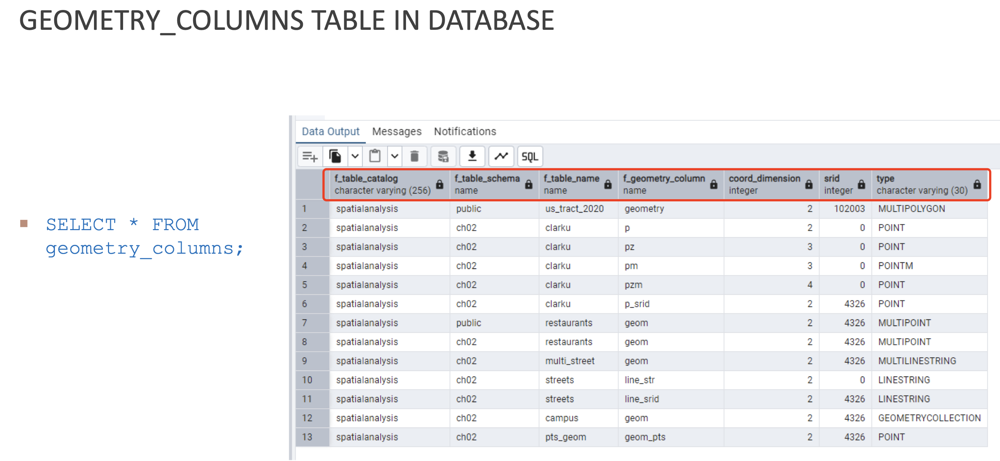 GEOMETRY_COLUMNS TABLE IN DATABASE
SELECT * FROM
geometry_columns;
Data Output Messages Notifications
SQL
f_table_catalog f_table_schema f_table_name f_geometry_column coord_dimension srid type
character varying (256) name name name integer integer character varying (30)
1 spatialanalysis public us_tract_2020 geometry 2 102003 MULTIPOLYGON
2 spatialanalysis ch02 clarku p 2 0 POINT
3 spatialanalysis ch02 clarku pz 3 0 POINT
4 spatialanalysis ch02 clarku pm 3 0 POINTM
5 spatialanalysis ch02 clarku pzm 4 0 POINT
6 spatialanalysis ch02 clarku p_srid 2 4326 POINT
7 spatialanalysis public restaurants geom 2 4326 MULTIPOINT
8 spatialanalysis ch02 restaurants geom 2 4326 MULTIPOINT
9 spatialanalysis ch02 multi_street geom 2 4326 MULTILINESTRING
10 spatialanalysis ch02 streets line_str 2 0 LINESTRING
11 spatialanalysis ch02 streets line_srid 2 4326 LINESTRING
12 spatialanalysis ch02 campus geom 2 4326 GEOMETRYCOLLECTION
13 spatialanalysis ch02 pts_geom geom_pts 2 4326 POINT